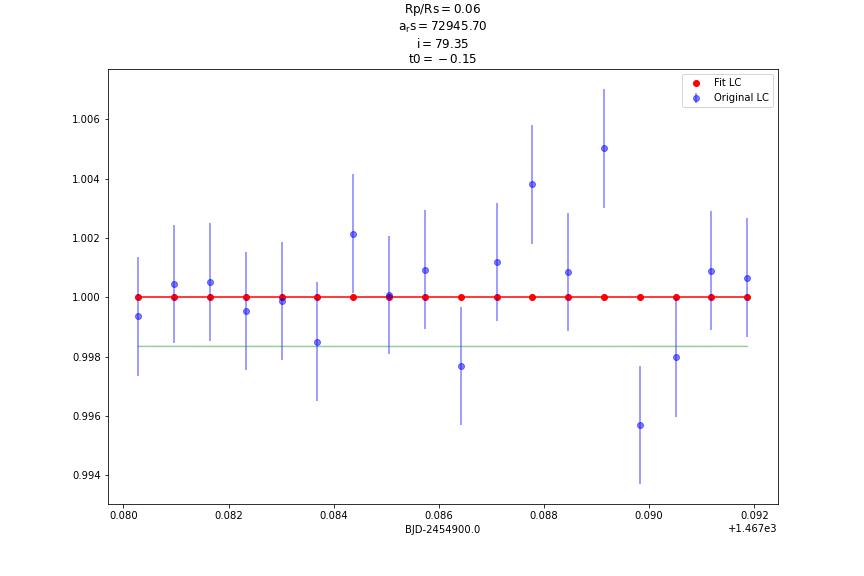 Rp/Rs = 0.06
aᵣs = 72945.70
i = 79.35
t0 = −0.15
Fit LC
Original LC
1.006
1.004
1.002
1.000
0.998
0.996
0.994
0.080 0.082 0.084 0.086 0.088 0.090 0.092
BJD-2454900.0 +1.467e3